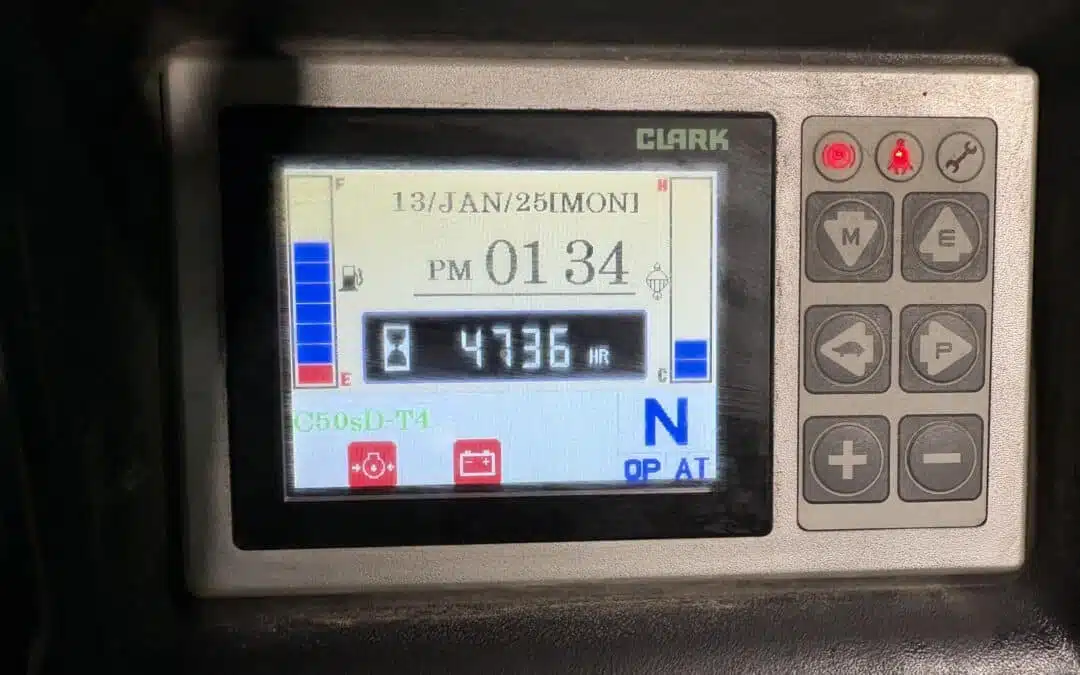 CLARK
F
13/JAN/25[MON]
H
PM 01 34
4736 HR
E
C
C50sD-T4
N
OP AT
M
E
P
+
-